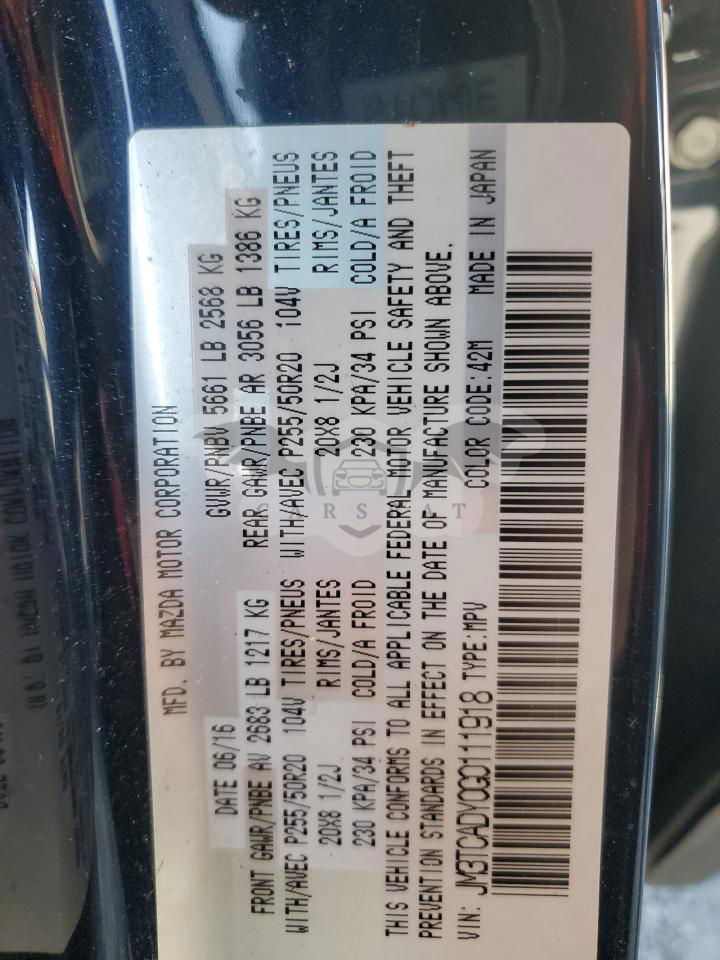 MFD. BY MAZDA MOTOR CORPORATION
DATE 06/16 GVWR/PNBV 5661 LB 2568 KG
FRONT GAWR/PNBE AV 2683 LB 1217 KG REAR GAWR/PNBE AR 3056 LB 1386 KG
WITH/AVEC P255/50R20 104V TIRES/PNEUS WITH/AVEC P255/50R20 104V TIRES/PNEUS
20X8 1/2J RIMS/JANTES 20X8 1/2J RIMS/JANTES
230 KPA/34 PSI COLD/A FROID 230 KPA/34 PSI COLD/A FROID
THIS VEHICLE CONFORMS TO ALL APPLICABLE FEDERAL MOTOR VEHICLE SAFETY AND THEFT
PREVENTION STANDARDS IN EFFECT ON THE DATE OF MANUFACTURE SHOWN ABOVE.
VIN: JM3TCADY0G0111918 TYPE:MPV COLOR CODE:42M MADE IN JAPAN